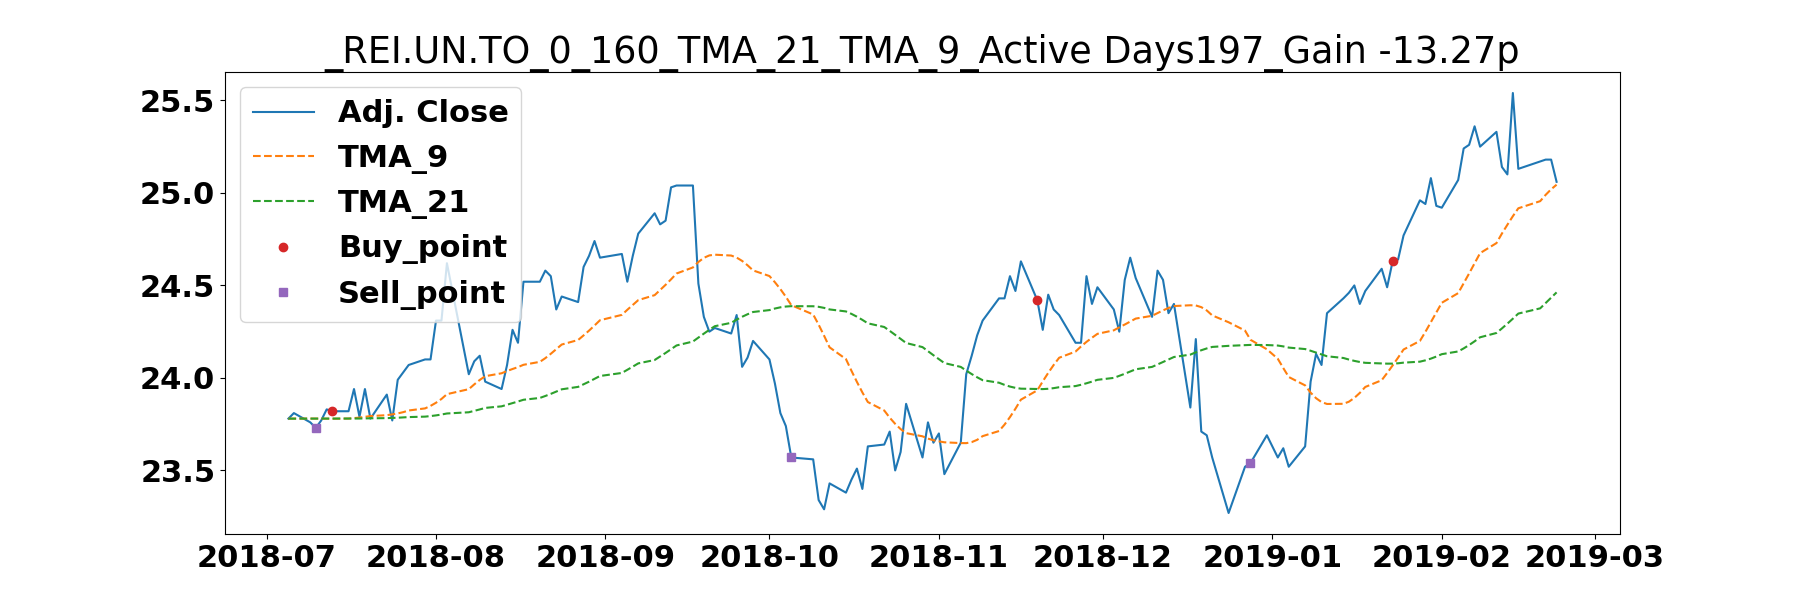 _REI.UN.TO_0_160_TMA_21_TMA_9_Active Days197_Gain -13.27p
25.5
25.0
24.5
24.0
23.5
Adj. Close
TMA_9
TMA_21
Buy_point
Sell_point
2018-07 2018-08 2018-09 2018-10 2018-11 2018-12 2019-01 2019-02 2019-03